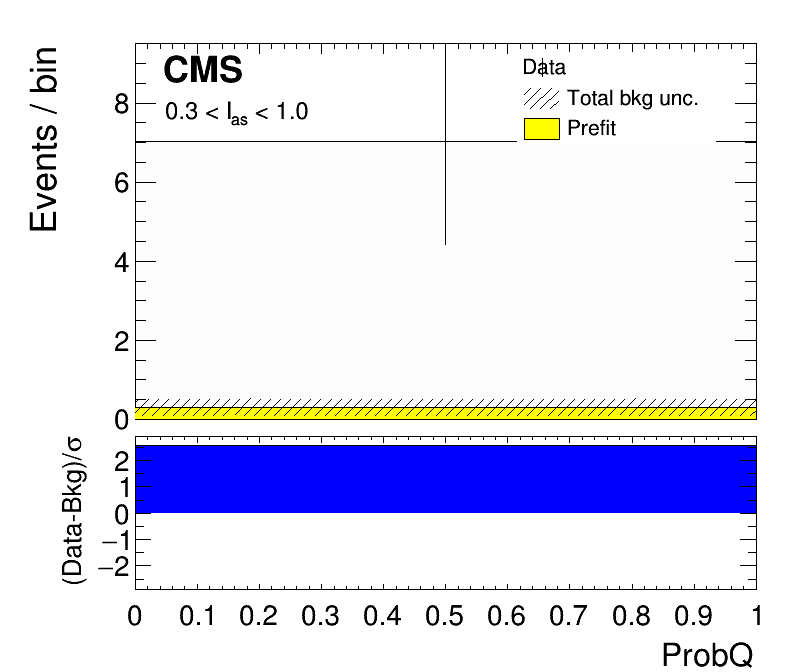 CMS
0.3 < Ias < 1.0
Data
Total bkg unc.
Prefit
Events / bin
8
6
4
2
0
(Data-Bkg)/σ
2
1
0
−1
−2
0 0.1 0.2 0.3 0.4 0.5 0.6 0.7 0.8 0.9 1
ProbQ